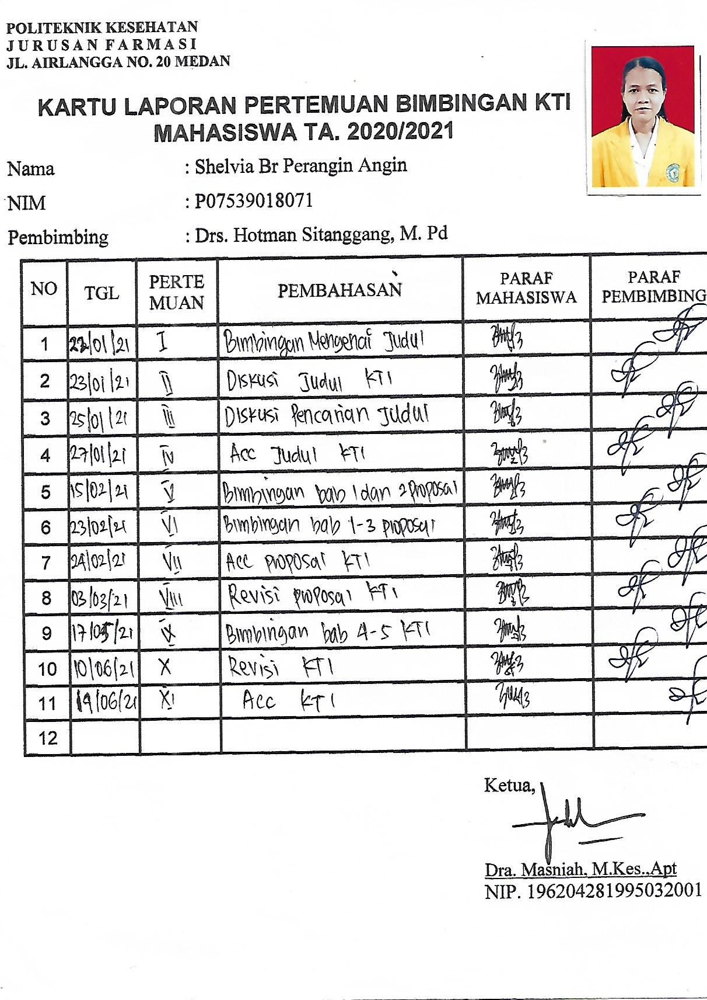 POLITEKNIK KESEHATAN
JURUSAN FARMASI
JL. AIRLANGGA NO. 20 MEDAN
KARTU LAPORAN PERTEMUAN BIMBINGAN KTI
MAHASISWA TA. 2020/2021
Nama : Shelvia Br Perangin Angin
NIM : P07539018071
Pembimbing : Drs. Hotman Sitanggang, M. Pd
NO TGL PERTE MUAN PEMBAHASAN PARAF MAHASISWA PARAF PEMBIMBING
1 22/01/21 I Bimbingan Mengenai Judul
2 23/01/21 II Diskusi Judul KTI
3 25/01/21 III Diskusi Pencarian Judul
4 27/01/21 IV Acc Judul KTI
5 15/02/21 V Bimbingan bab 1 dan 2 proposal
6 23/02/21 VI Bimbingan bab 1-3 proposal
7 24/02/21 VII Acc proposal KTI
8 03/03/21 VIII Revisi proposal KTI
9 17/05/21 IX Bimbingan bab 4-5 KTI
10 10/06/21 X Revisi KTI
11 19/06/21 XI Acc KTI
12
Ketua,
Dra. Masniah, M.Kes.,Apt
NIP. 196204281995032001